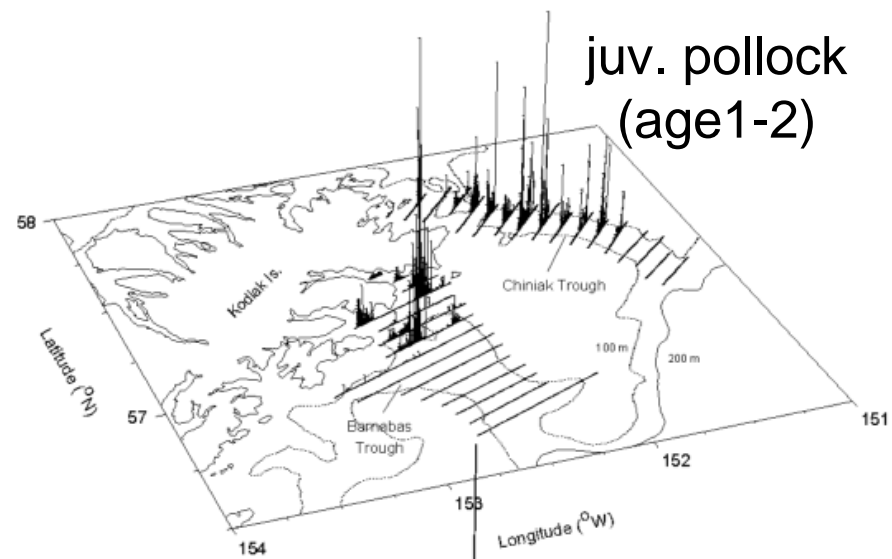 juv. pollock
(age1-2)
58
Kodiak Is.
Chiniak Trough
Latitude (°N)
100 m
200 m
57
Barnabas
Trough
151
152
153
Longitude (°W)
154